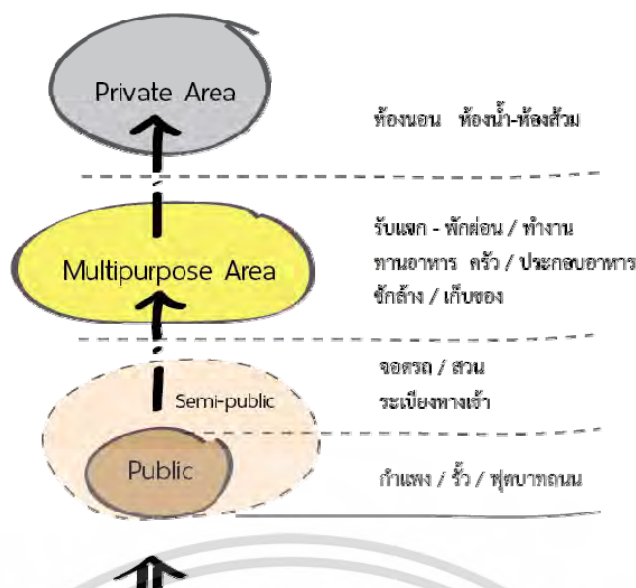 Private Area
ห้องนอน ห้องน้ำ-ห้องส้วม
รับแขก - พักผ่อน / ทำงาน
Multipurpose Area
ทานอาหาร ครัว / ประกอบอาหาร
ซักล้าง / เก็บของ
จอดรถ / สวน
Semi-public
ระเบียงทางเข้า
Public
กำแพง / รั้ว / ฟุตบาทถนน